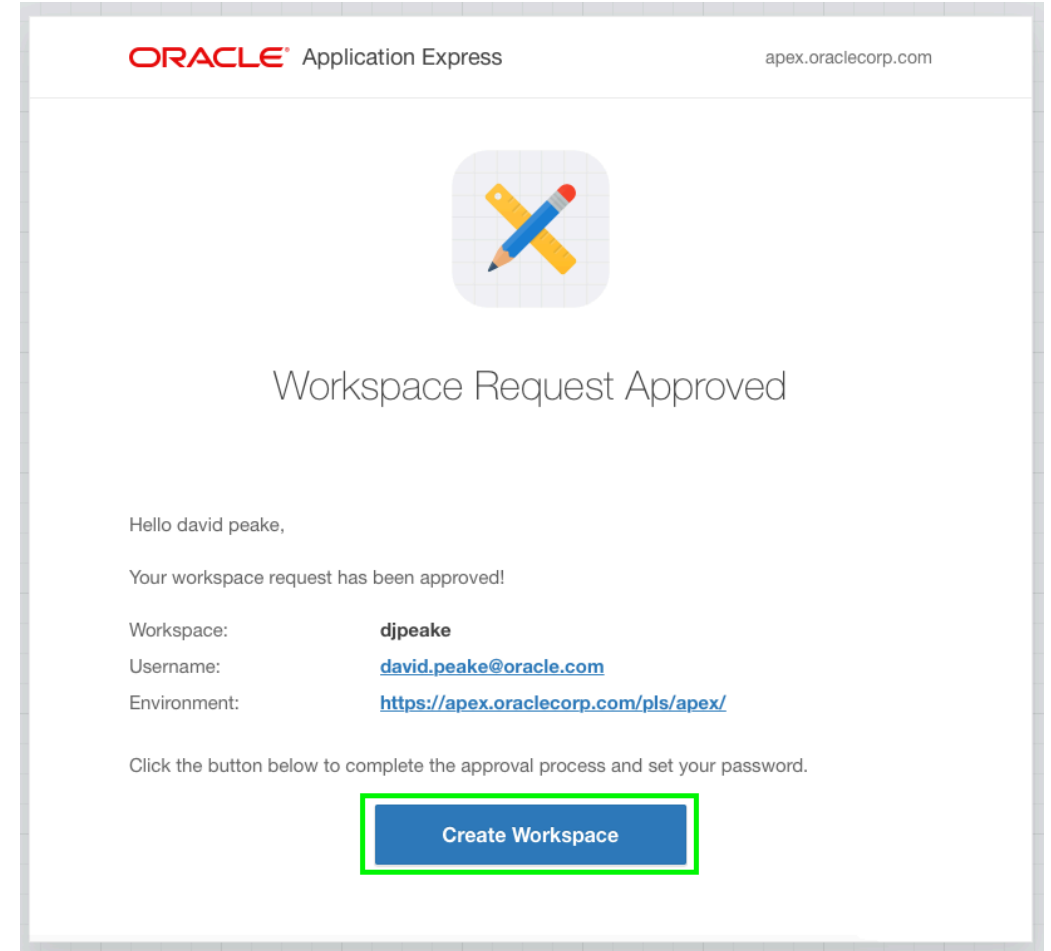 ORACLE® Application Express
apex.oraclecorp.com
Workspace Request Approved
Hello david peake,
Your workspace request has been approved!
Workspace: djpeake
Username: david.peake@oracle.com
Environment: https://apex.oraclecorp.com/pls/apex/
Click the button below to complete the approval process and set your password.
Create Workspace